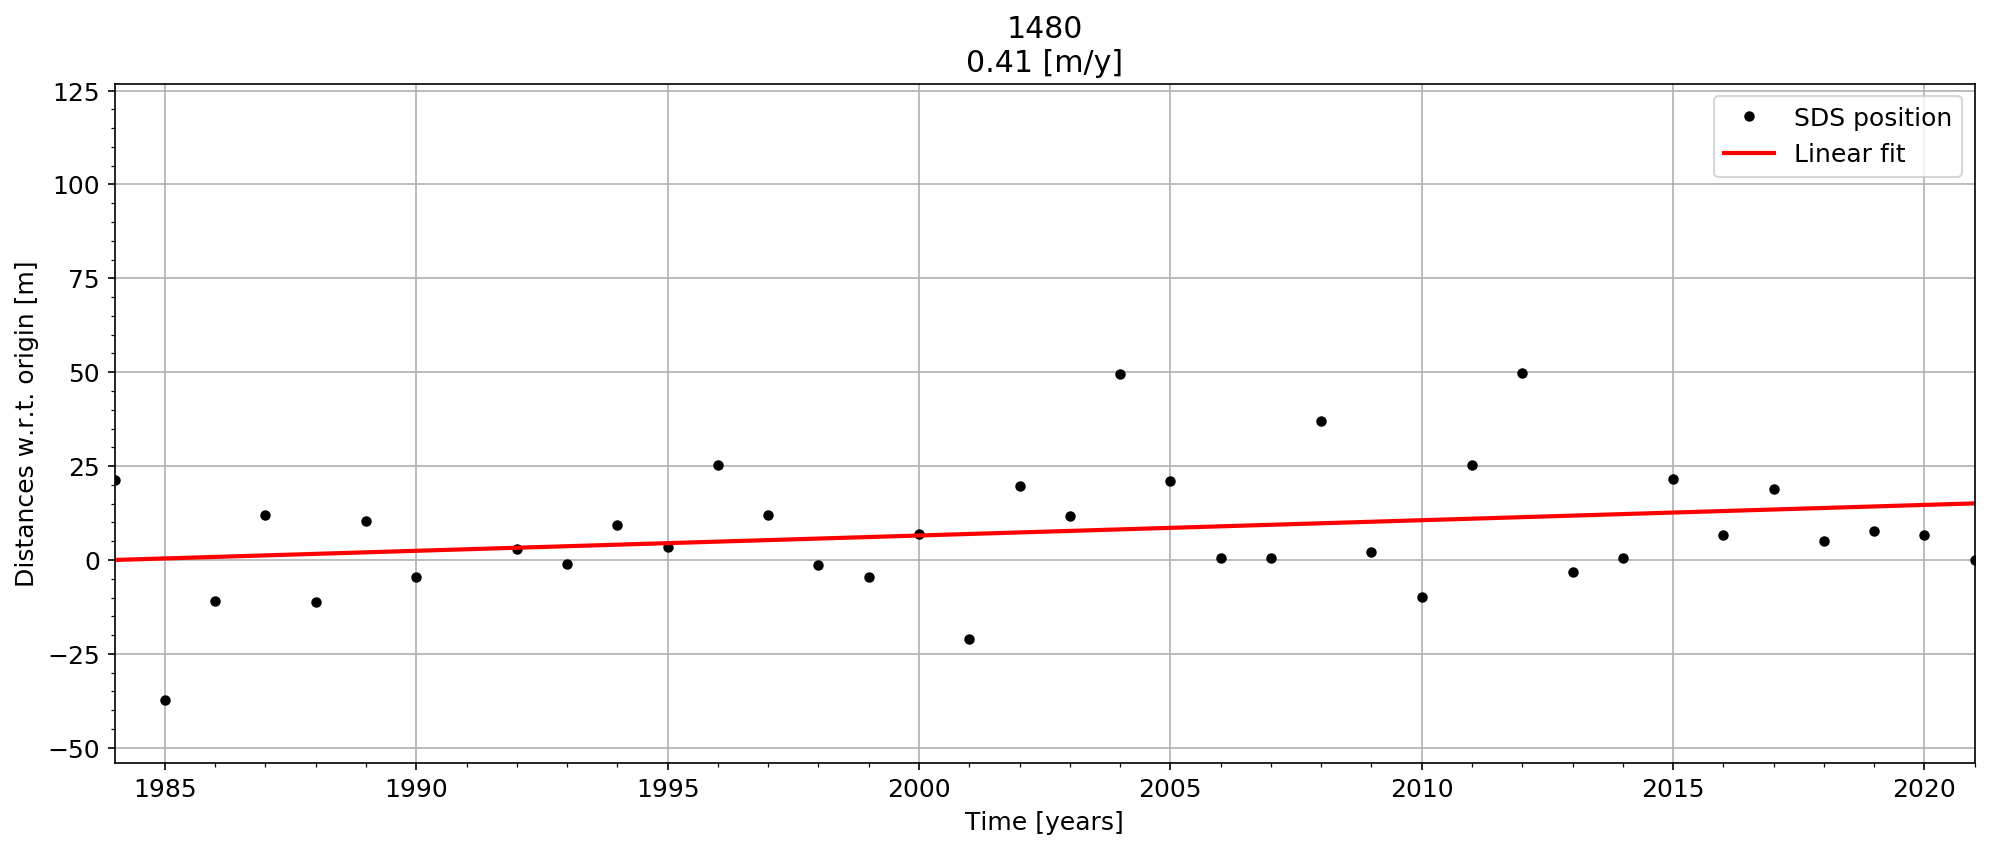 1480
0.41 [m/y]
SDS position
Linear fit
Distances w.r.t. origin [m]
125
100
75
50
25
0
−25
−50
1985 1990 1995 2000 2005 2010 2015 2020
Time [years]